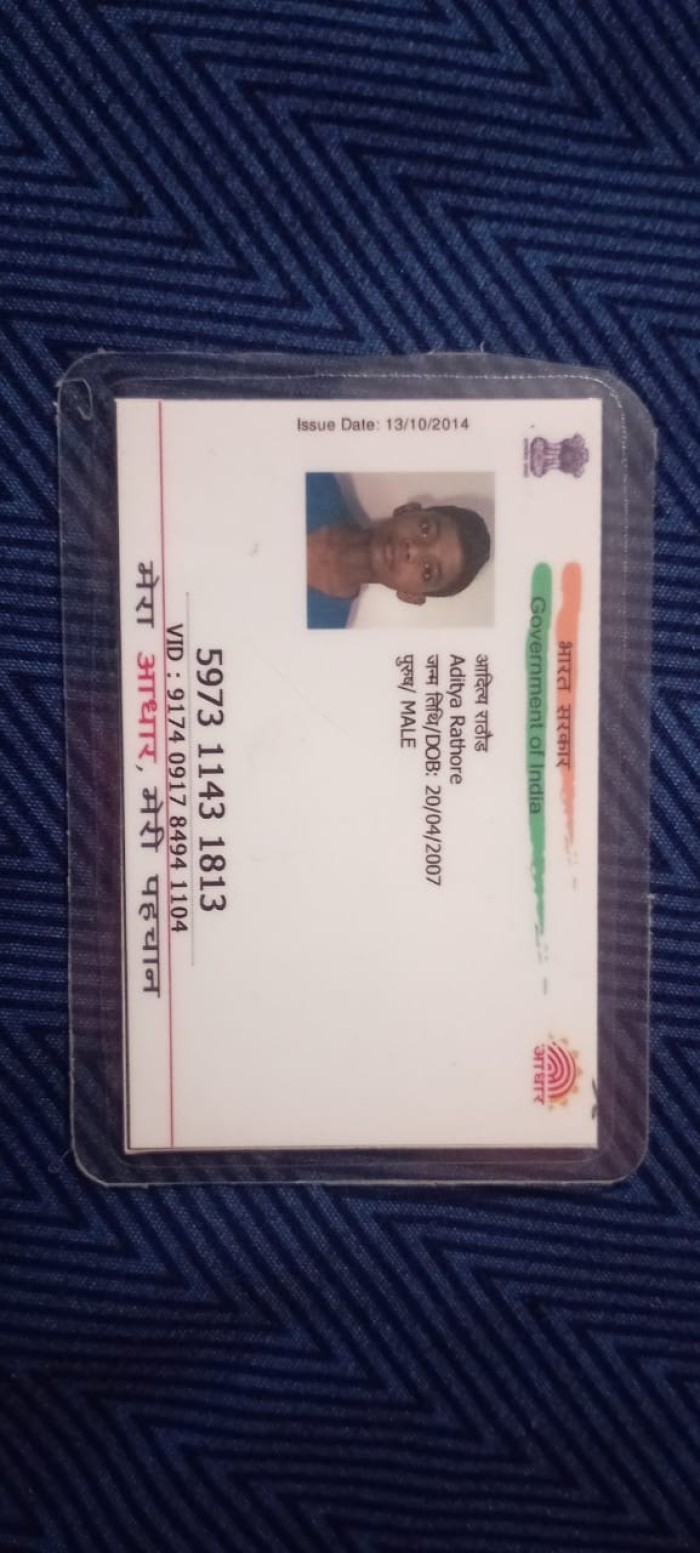 भारत सरकार
Government of India
Issue Date: 13/10/2014
आदित्य राठौड
Aditya Rathore
जन्म तिथि/DOB: 20/04/2007
पुरुष/ MALE
5973 1143 1813
VID : 9174 0917 8494 1104
मेरा आधार, मेरी पहचान
आधार